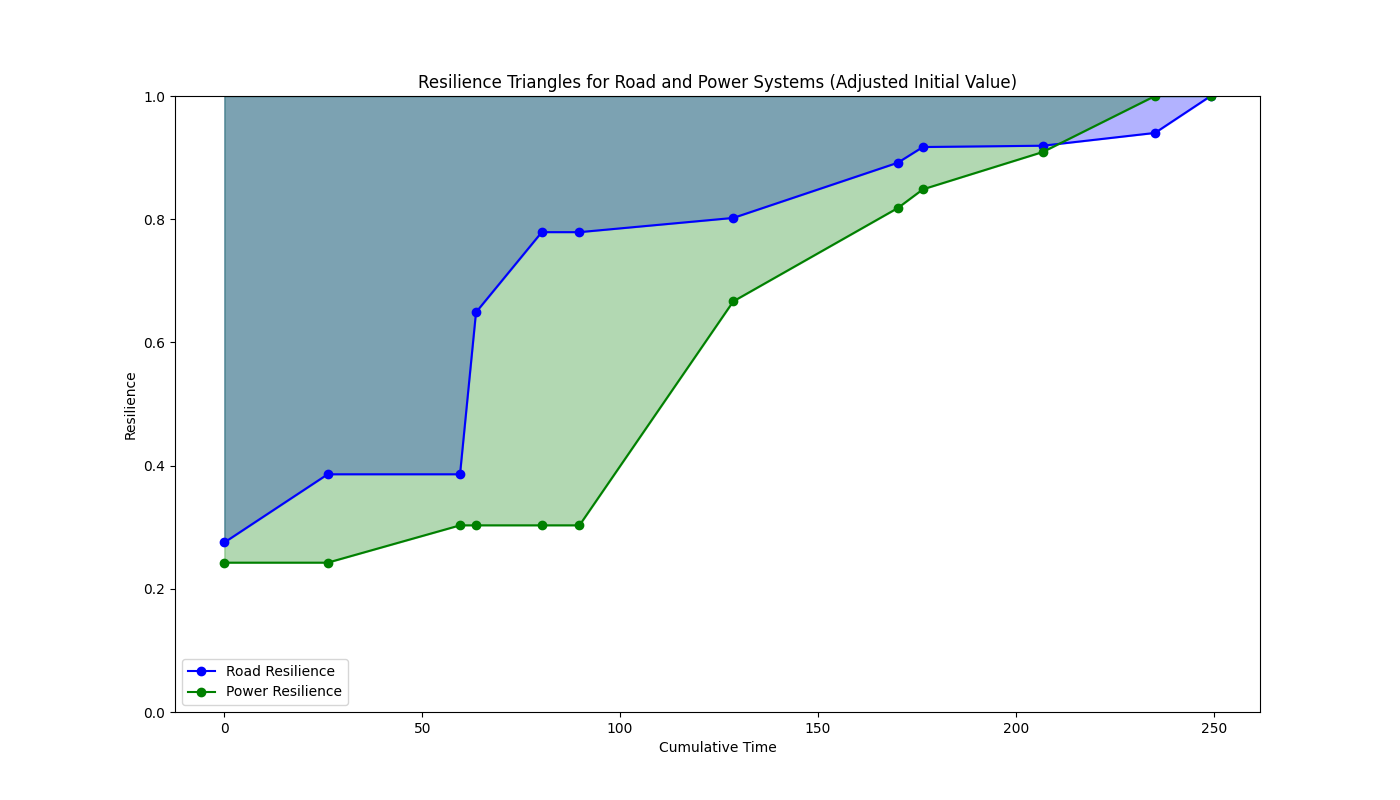 Resilience Triangles for Road and Power Systems (Adjusted Initial Value)
1.0
0.8
0.6
0.4
0.2
0.0
Resilience
Road Resilience
Power Resilience
0 50 100 150 200 250
Cumulative Time